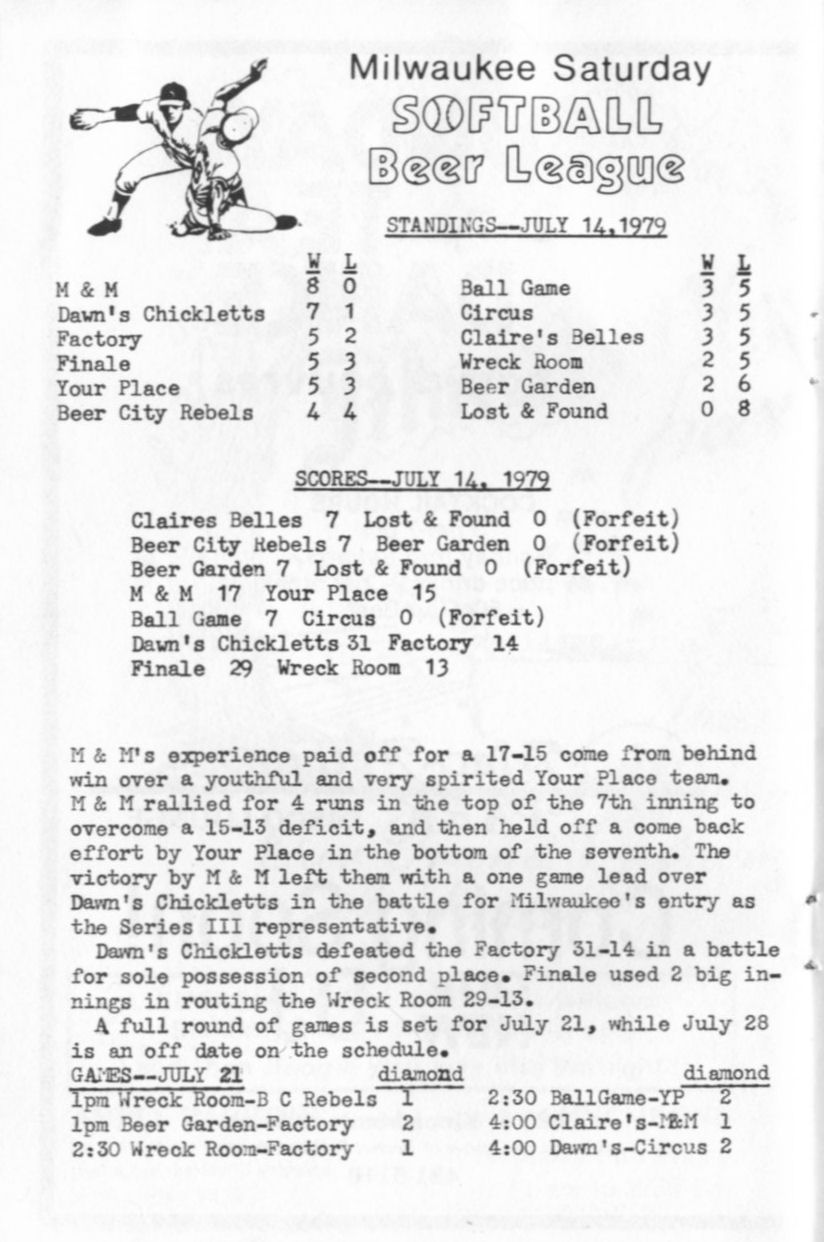 Milwaukee Saturday
SOFTBALL
Beer League
STANDINGS--JULY 14,1979
W L
M & M 8 0
Dawn's Chickletts 7 1
Factory 5 2
Finale 5 3
Your Place 5 3
Beer City Rebels 4 4
W L
Ball Game 3 5
Circus 3 5
Claire's Belles 3 5
Wreck Room 2 5
Beer Garden 2 6
Lost & Found 0 8
SCORES--JULY 14, 1979
Claires Belles 7 Lost & Found 0 (Forfeit)
Beer City Rebels 7 Beer Garden 0 (Forfeit)
Beer Garden 7 Lost & Found 0 (Forfeit)
M & M 17 Your Place 15
Ball Game 7 Circus 0 (Forfeit)
Dawn's Chickletts 31 Factory 14
Finale 29 Wreck Room 13
M & M's experience paid off for a 17-15 come from behind
win over a youthful and very spirited Your Place team.
M & M rallied for 4 runs in the top of the 7th inning to
overcome a 15-13 deficit, and then held off a come back
effort by Your Place in the bottom of the seventh. The
victory by M & M left them with a one game lead over
Dawn's Chickletts in the battle for Milwaukee's entry as
the Series III representative.
Dawn's Chickletts defeated the Factory 31-14 in a battle
for sole possession of second place. Finale used 2 big in-
nings in routing the Wreck Room 29-13.
A full round of games is set for July 21, while July 28
is an off date on the schedule.
GAMES--JULY 21 diamond diamond
1pm Wreck Room-B C Rebels 1 2:30 BallGame-YP 2
1pm Beer Garden-Factory 2 4:00 Claire's-M&M 1
2:30 Wreck Room-Factory 1 4:00 Dawn's-Circus 2